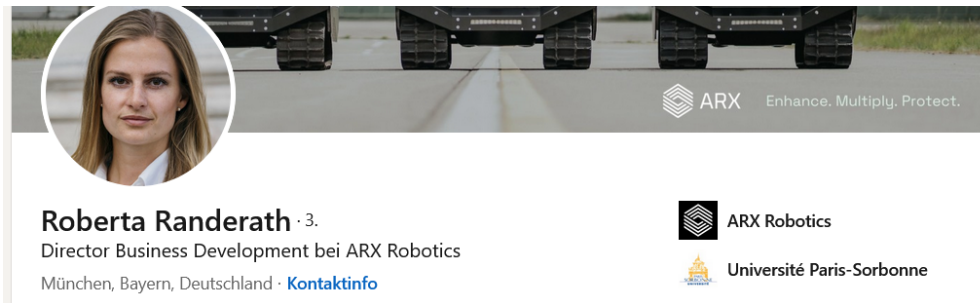 ARX Enhance. Multiply. Protect.
Roberta Randerath · 3.
Director Business Development bei ARX Robotics
München, Bayern, Deutschland · Kontaktinfo
ARX Robotics
Université Paris-Sorbonne